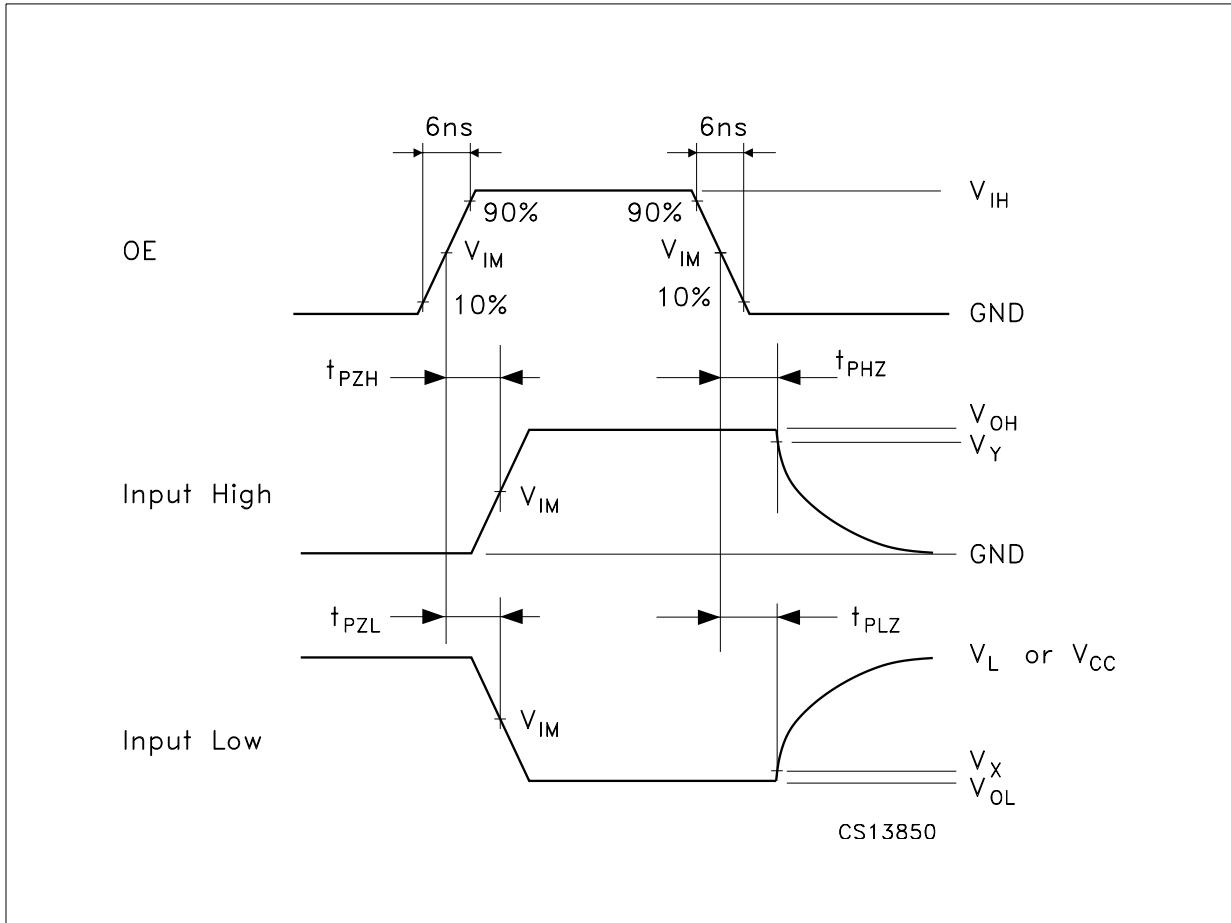 6ns 6ns
V_IH
90% 90%
OE V_IM V_IM
10% 10%
GND
t_PZH t_PHZ
V_OH
V_Y
Input High V_IM
GND
t_PZL t_PLZ
V_L or V_CC
V_IM
Input Low
V_X
V_OL
CS13850